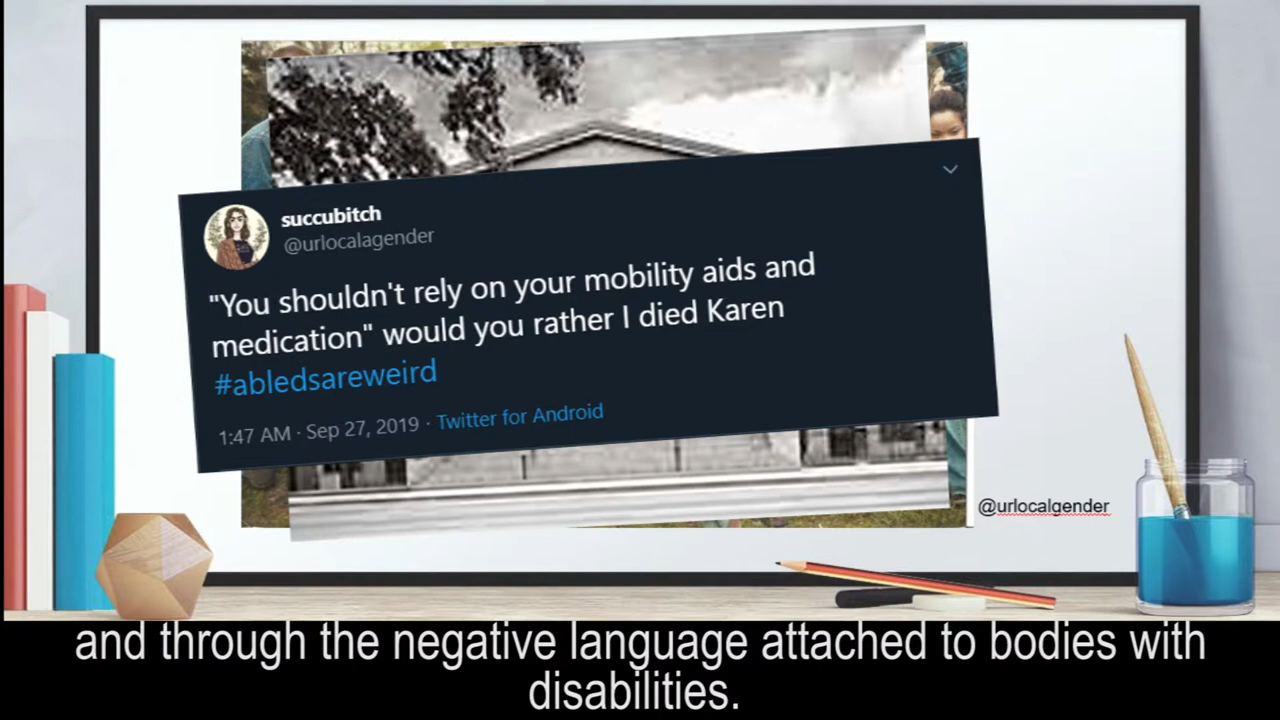 succubitch
@urlocalagender
"You shouldn't rely on your mobility aids and
medication" would you rather I died Karen
#abledsareweird
1:47 AM · Sep 27, 2019 · Twitter for Android
@urlocalgender
and through the negative language attached to bodies with
disabilities.